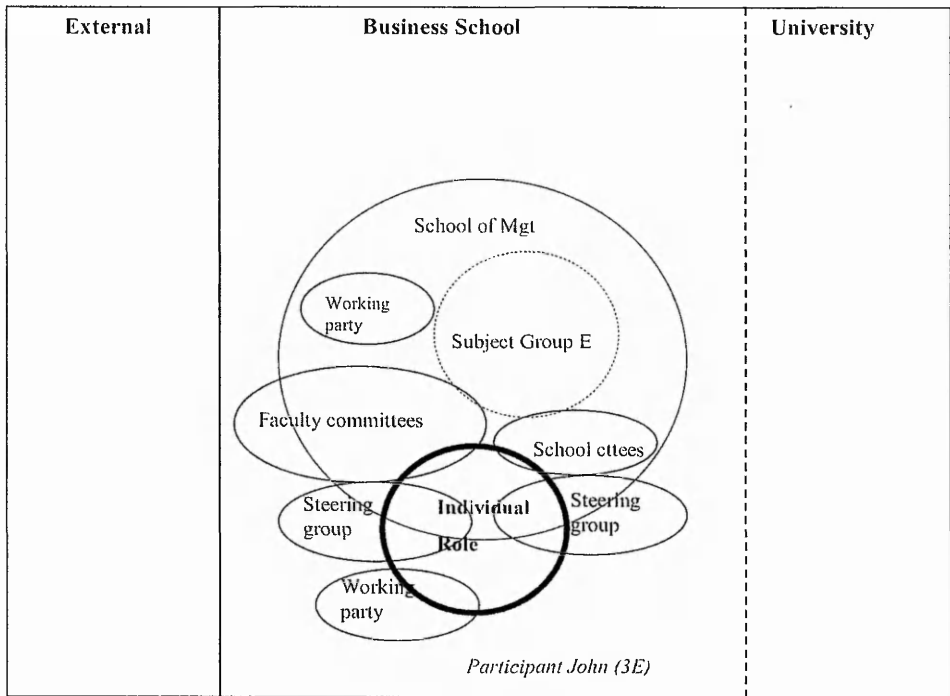 External
Business School
University
School of Mgt
Working
party
Subject Group E
Faculty committees
School cttees
Steering
group
Individual
Role
Steering
group
Working
party
Participant John (3E)